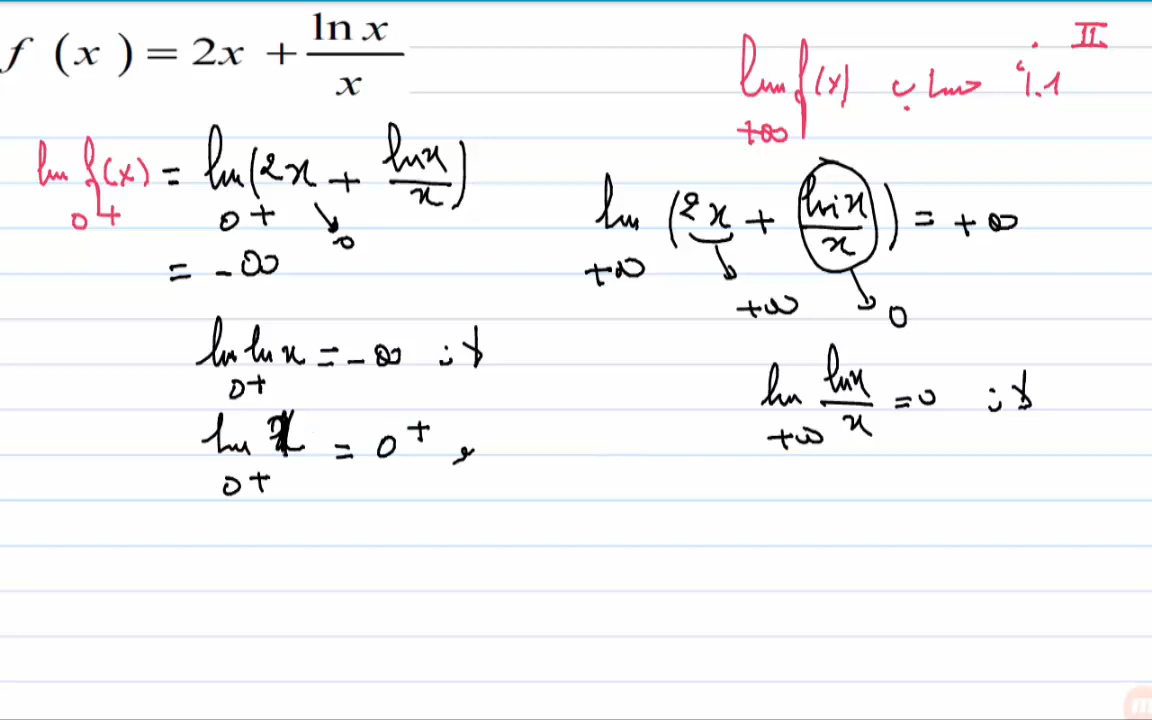 f (x) = 2x + ln x / x
II
1.أ. حساب lim f(x) +∞
lim f(x) 0+ = lim (2x + ln x / x) 0+
→ 0
= -∞
lim ln x = -∞ 0+ لأن:
و lim x = 0+ 0+
lim (2x + ln x / x) = +∞ +∞
→ +∞ → 0
lim ln x / x = 0 +∞ لأن: